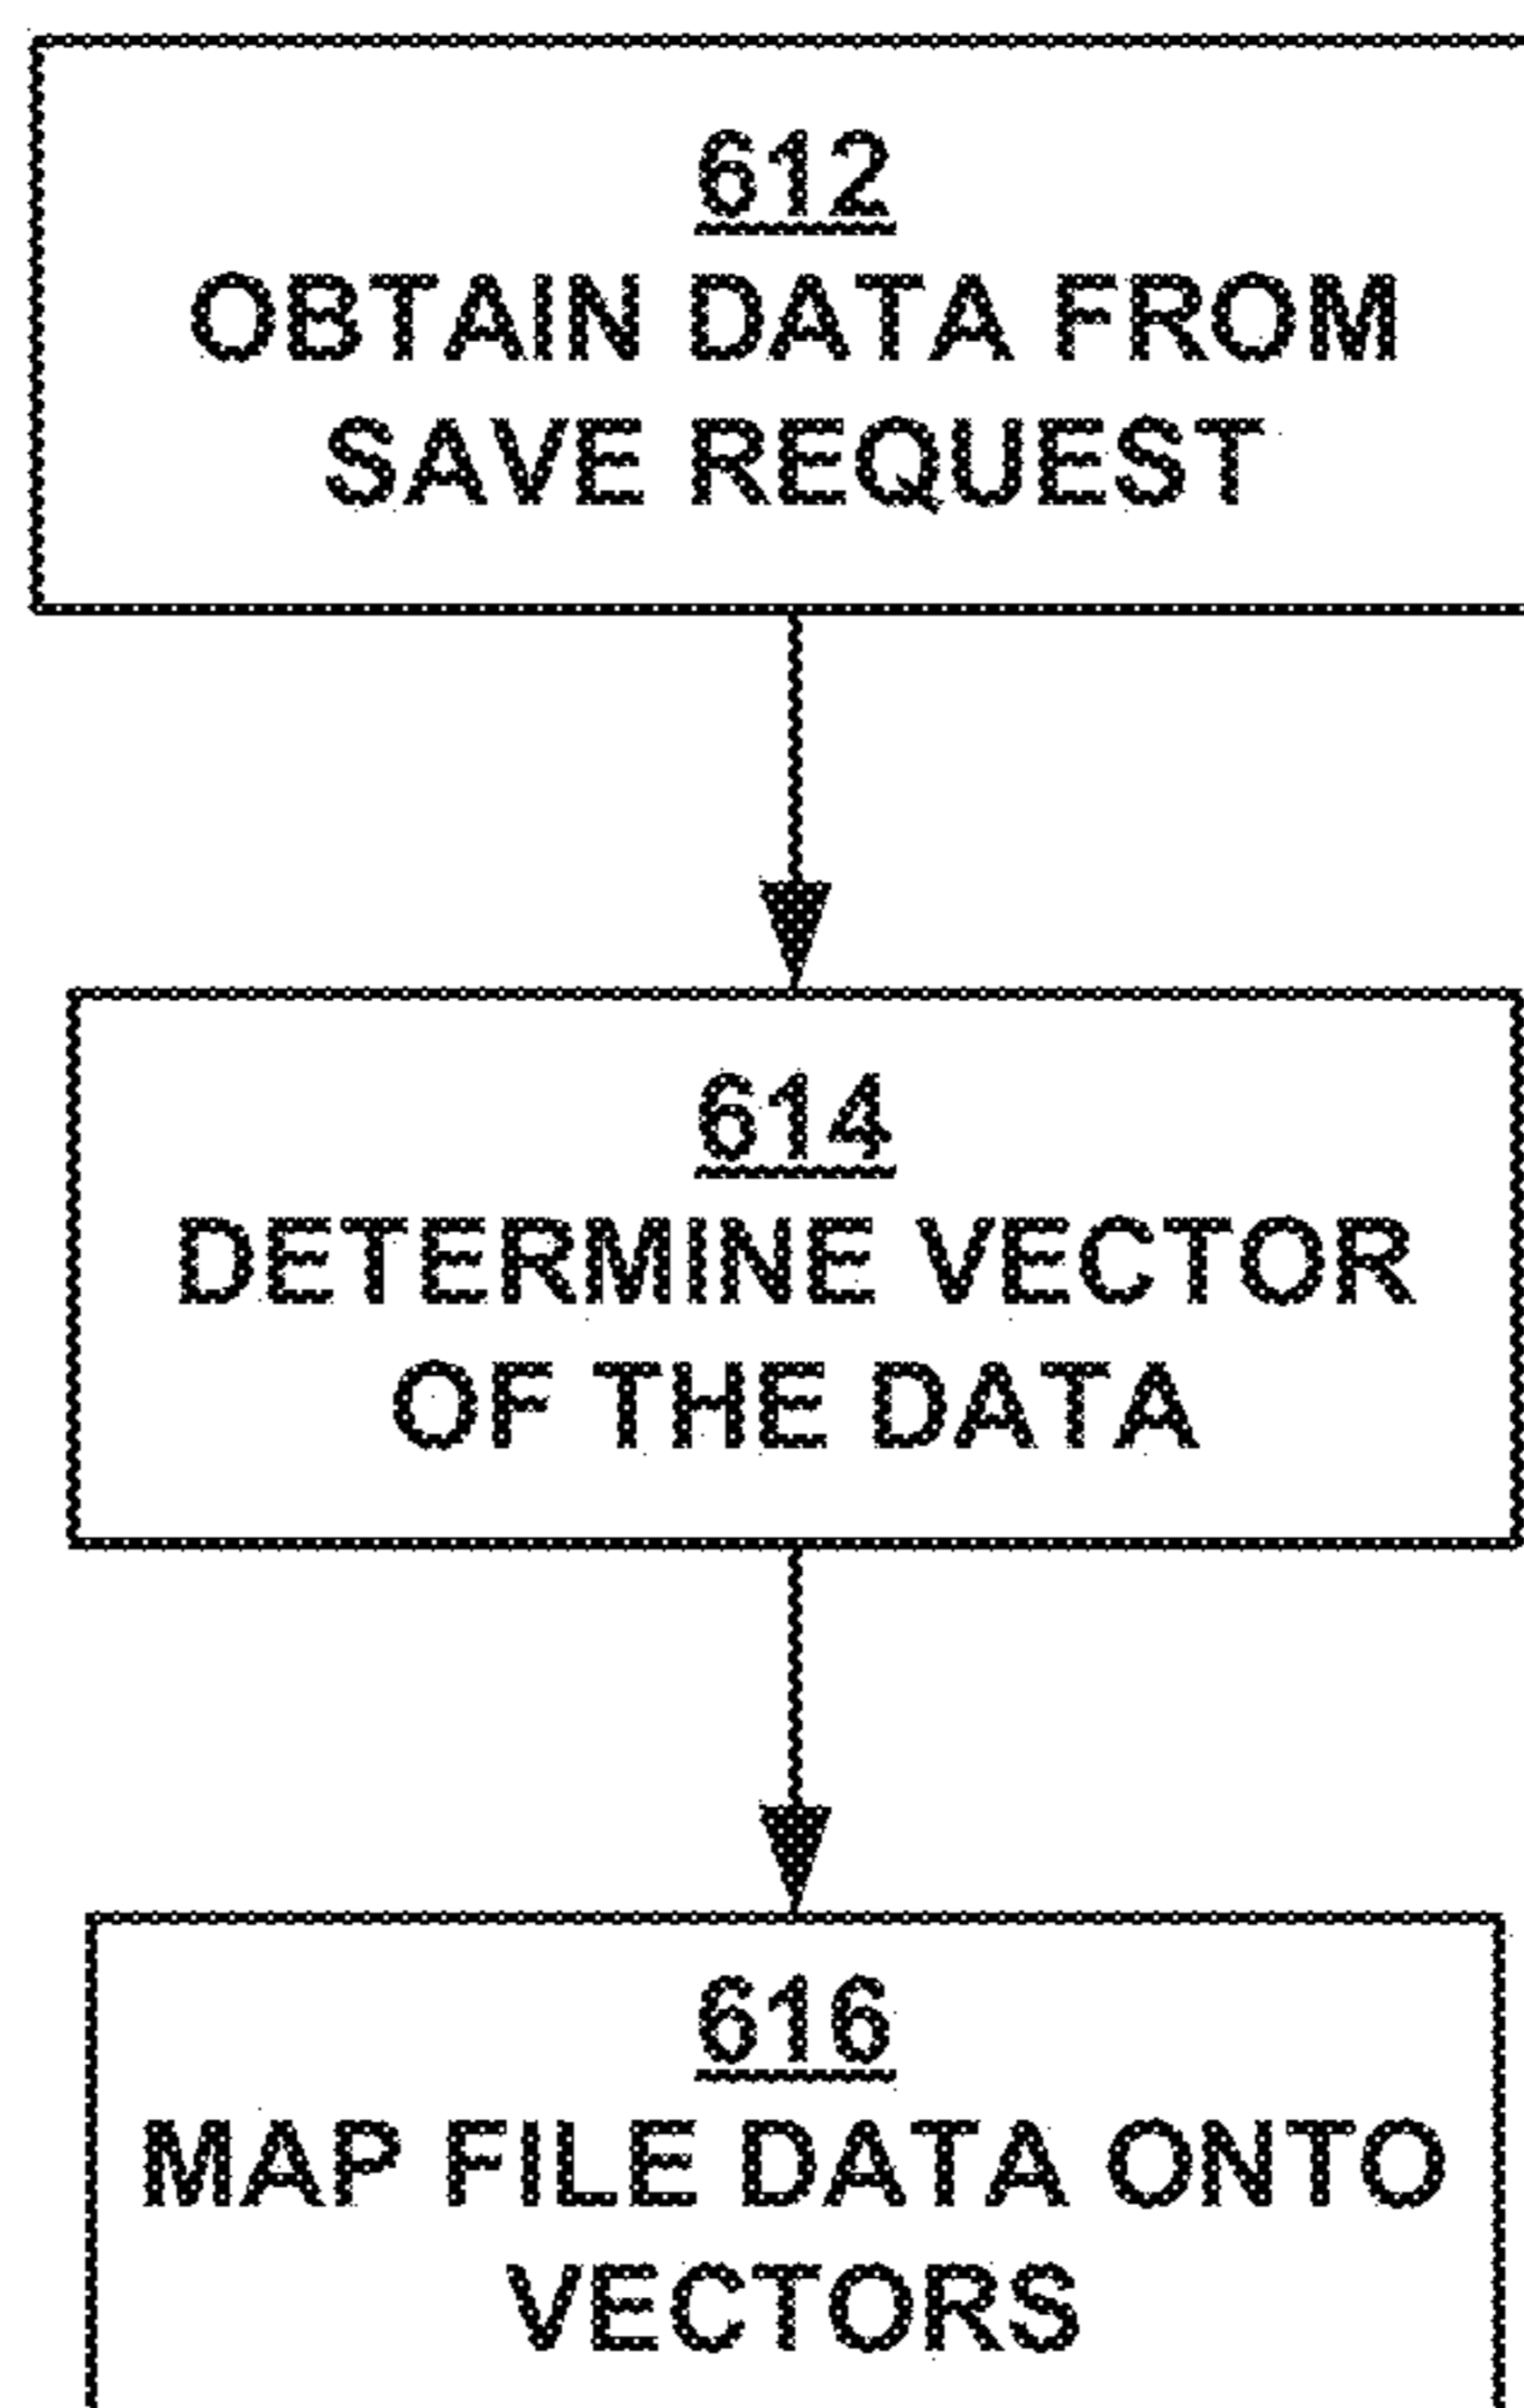 612
OBTAIN DATA FROM
SAVE REQUEST
614
DETERMINE VECTOR
OF THE DATA
616
MAP FILE DATA ONTO
VECTORS